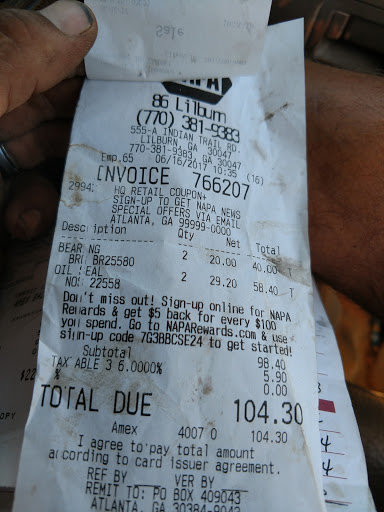 Sale
86 Lilburn
(770) 381-9383
555-A INDIAN TRAIL RD.
LILBURN, GA 30047
770-381-9383, GA 30047
Emp.65 06/16/2017 10:35 (16)
INVOICE 766207
2994 HQ RETAIL COUPON+
SIGN-UP TO GET NAPA NEWS
SPECIAL OFFERS VIA EMAIL
ATLANTA, GA 99999-0000
Description Qty Net Total
BEARING 2 20.00 40.00 T
BRG BR25580
OIL SEAL 2 29.20 58.40 T
NOS 22558
Don't miss out! Sign-up online for NAPA
Rewards & get $5 back for every $100
you spend. Go to NAPARewards.com & use
sign-up code 7G3BBCSE24 to get started!
Subtotal 98.40
TAXABLE 3 6.0000% 5.90
% 0.00
TOTAL DUE 104.30
Amex 4007 0 104.30
I agree to pay total amount
according to card issuer agreement.
REF BY VER BY
REMIT TO: PO BOX 409043
ATLANTA, GA 30384-9043